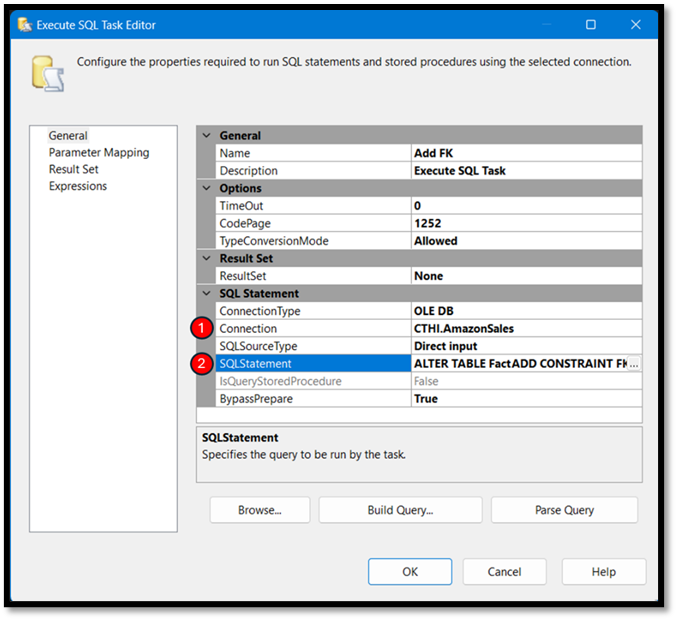 Execute SQL Task Editor
Configure the properties required to run SQL statements and stored procedures using the selected connection.
General
Parameter Mapping
Result Set
Expressions
General
Name Add FK
Description Execute SQL Task
Options
TimeOut 0
CodePage 1252
TypeConversionMode Allowed
Result Set
ResultSet None
SQL Statement
ConnectionType OLE DB
1 Connection CTHI.AmazonSales
SQLSourceType Direct input
2 SQLStatement ALTER TABLE FactADD CONSTRAINT FK...
IsQueryStoredProcedure False
BypassPrepare True
SQLStatement
Specifies the query to be run by the task.
Browse... Build Query... Parse Query
OK Cancel Help